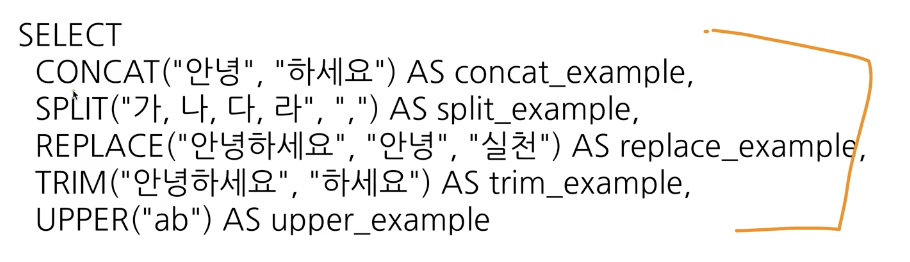 SELECT
CONCAT("안녕", "하세요") AS concat_example,
SPLIT("가, 나, 다, 라", ",") AS split_example,
REPLACE("안녕하세요", "안녕", "실천") AS replace_example,
TRIM("안녕하세요", "하세요") AS trim_example,
UPPER("ab") AS upper_example